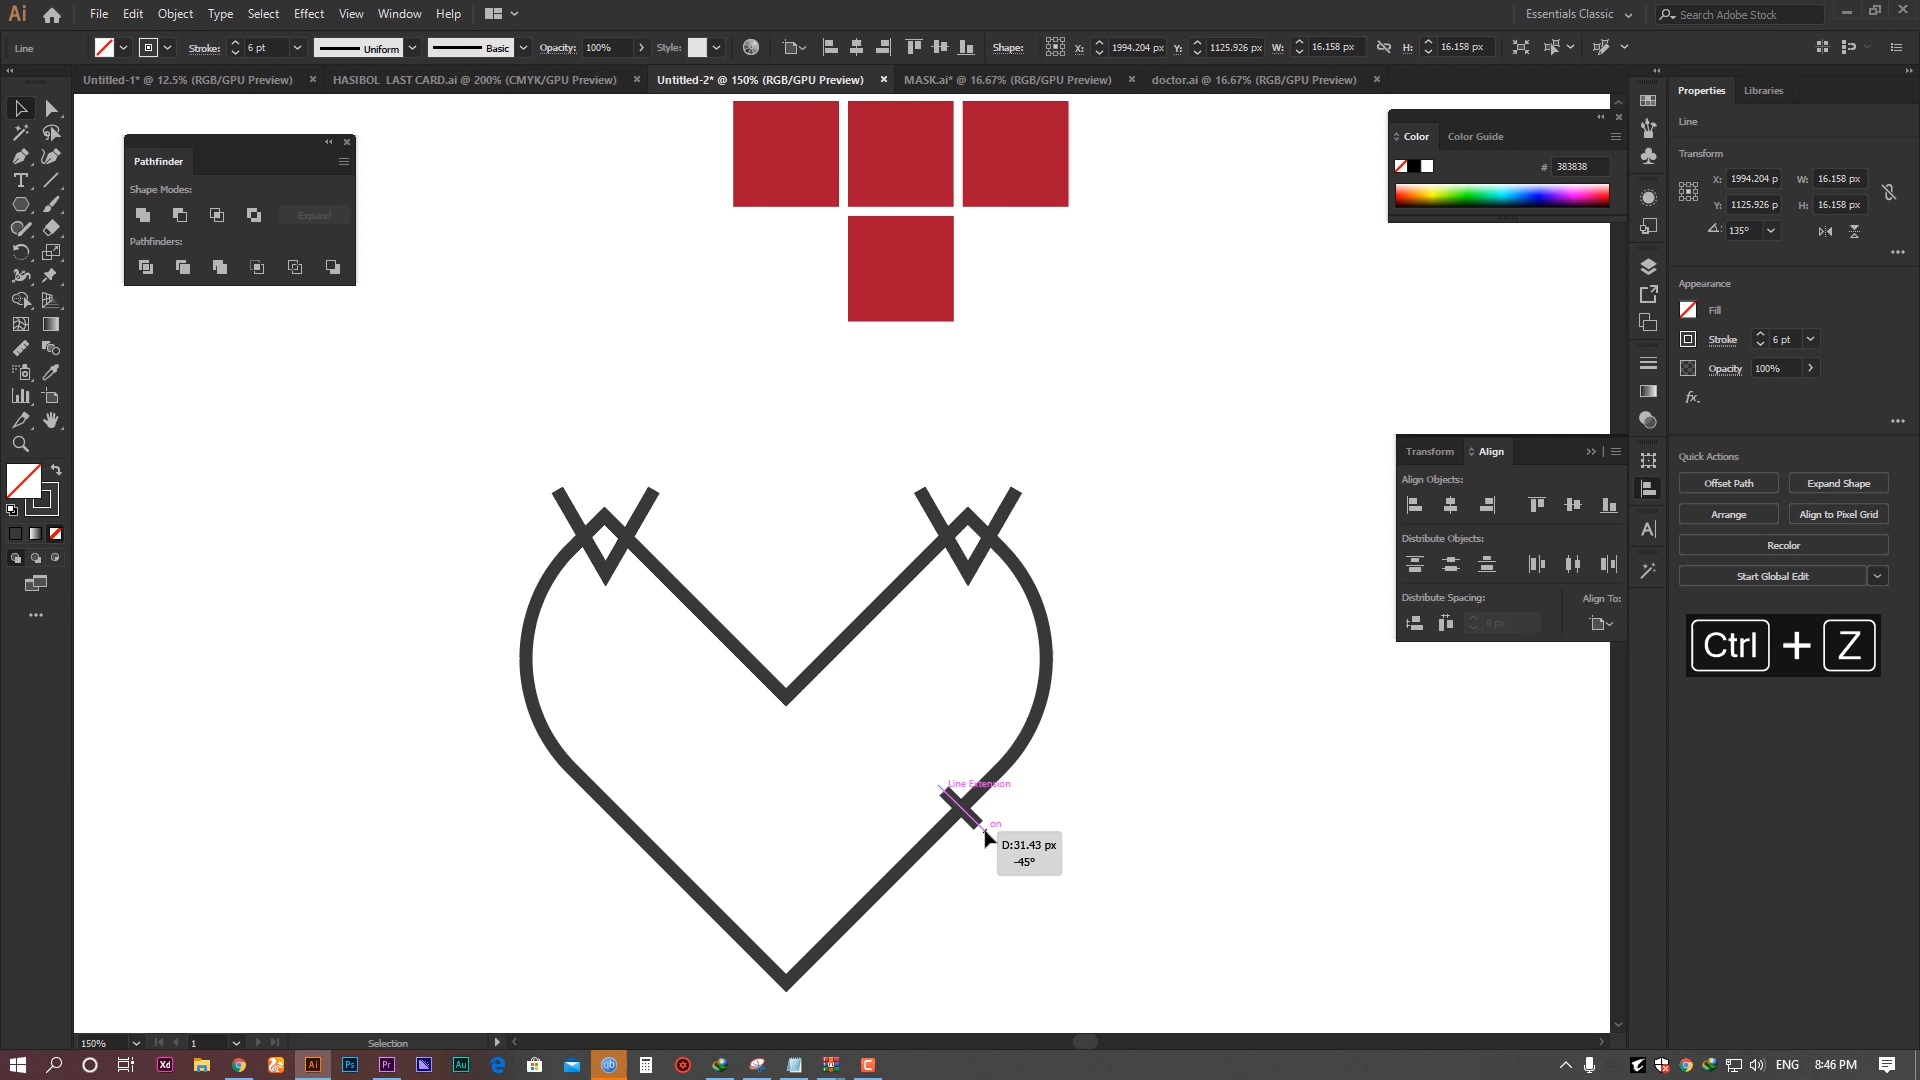 Ai File Edit Object Type Select Effect View Window Help Essentials Classic Search Adobe Stock
Line Stroke: 6 pt Uniform Basic Opacity: 100% Style: Shape: X: 1994.204 px Y: 1125.926 px W: 16.158 px H: 16.158 px
Untitled-1* @ 12.5% (RGB/GPU Preview) × HASIBOL LAST CARD.ai @ 200% (CMYK/GPU Preview) × Untitled-2* @ 150% (RGB/GPU Preview) × MASK.ai* @ 16.67% (RGB/GPU Preview) × doctor.ai @ 16.67% (RGB/GPU Preview) ×
Pathfinder
Shape Modes:
Expand
Pathfinders:
Color Color Guide
# 383838
Properties Libraries
Line
Transform
X: 1994.204 p W: 16.158 px
Y: 1125.926 p H: 16.158 px
135°
Appearance
Fill
Stroke 6 pt
Opacity 100%
fx.
Transform Align
Align Objects:
Distribute Objects:
Distribute Spacing: Align To:
0 px
Quick Actions
Offset Path Expand Shape
Arrange Align to Pixel Grid
Recolor
Start Global Edit
Ctrl + Z
Line Extension
on
D:31.43 px
-45°
150% 1 Selection
Xd Ai Ps Pr Au qb ENG 8:46 PM